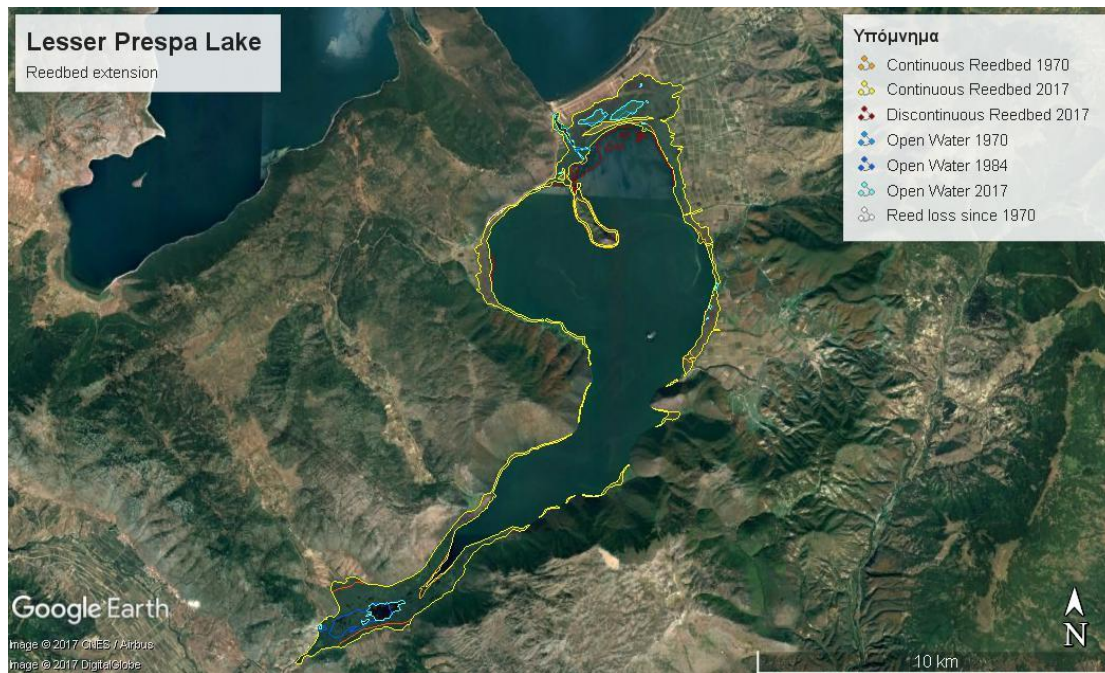 Lesser Prespa Lake
Reedbed extension
Υπόμνημα
Continuous Reedbed 1970
Continuous Reedbed 2017
Discontinuous Reedbed 2017
Open Water 1970
Open Water 1984
Open Water 2017
Reed loss since 1970
Google Earth
Image © 2017 CNES / Airbus
Image © 2017 DigitalGlobe
N
10 km